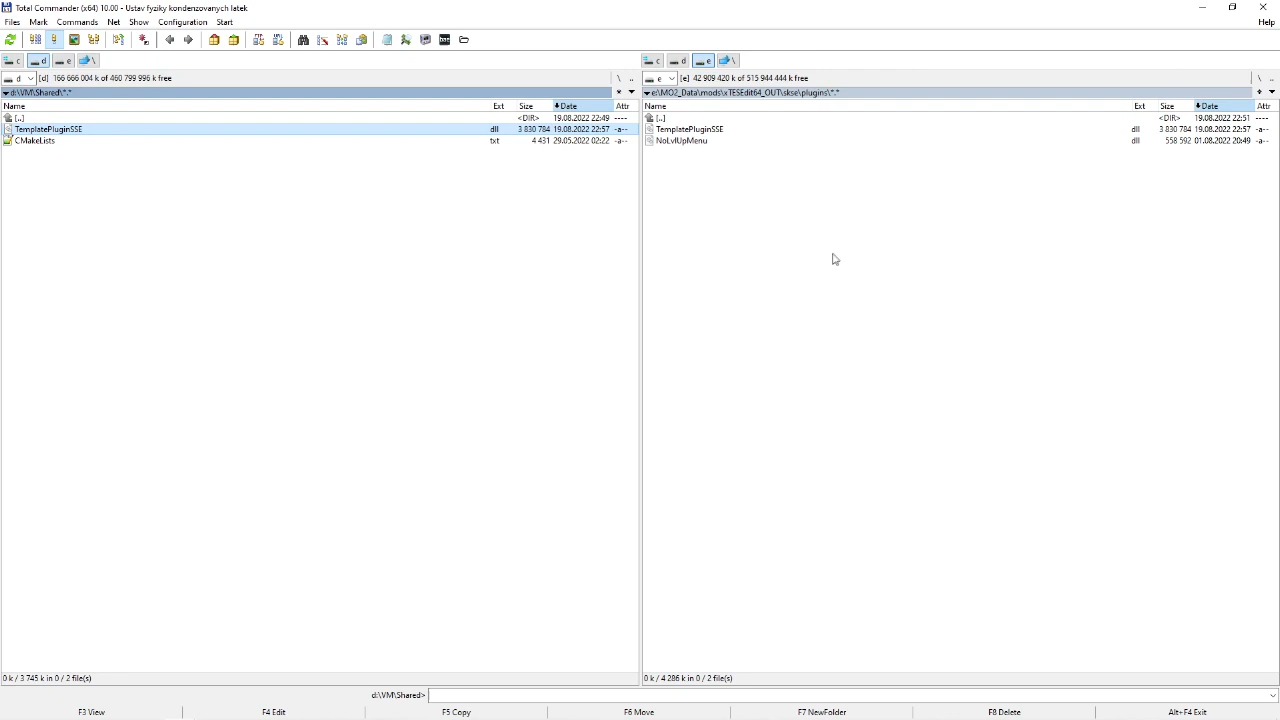 Total Commander (x64) 10.00 - Ustav fyziky kondenzovanych latek
Files Mark Commands Net Show Configuration Start Help
c d e \ c d e \
d [d] 166 666 004 k of 460 799 996 k free \ .. e [e] 42 909 420 k of 515 944 444 k free \ ..
d:\VM\Shared\*.* * e:\MO2_Data\mods\xTESEdit64_OUT\skse\plugins\*.* *
Name Ext Size Date Attr Name Ext Size Date Attr
[..] <DIR> 19.08.2022 22:49 ---- [..] <DIR> 19.08.2022 22:51 ----
TemplatePluginSSE dll 3 830 784 19.08.2022 22:57 -a-- TemplatePluginSSE dll 3 830 784 19.08.2022 22:57 -a--
CMakeLists txt 4 431 29.05.2022 02:22 -a-- NoLvlUpMenu dll 558 592 01.08.2022 20:49 -a--
0 k / 3 745 k in 0 / 2 file(s) 0 k / 4 286 k in 0 / 2 file(s)
d:\VM\Shared>
F3 View F4 Edit F5 Copy F6 Move F7 NewFolder F8 Delete Alt+F4 Exit